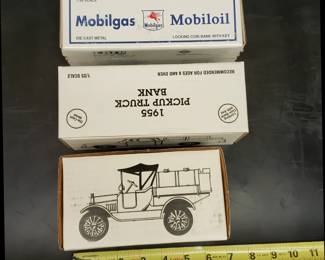 Mobilgas
Mobiloil
DIE CAST METAL
LOCKING COIN BANK WITH KEY
1/25 SCALE
RECOMMENDED FOR AGES 8 AND OVER
1955
PICKUP TRUCK
BANK
1 2 3 4 5 6 7 8 9 10 11